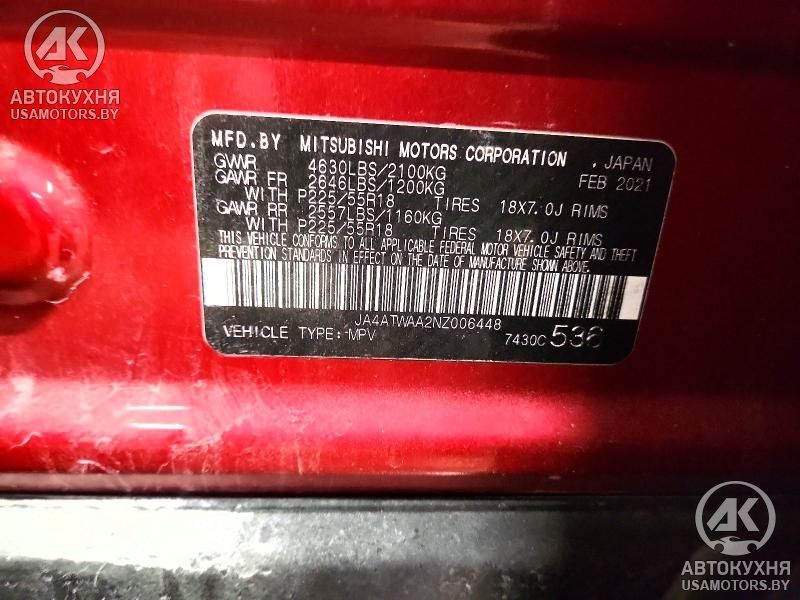 AK
АВТОКУХНЯ
USAMOTORS.BY
MFD.BY MITSUBISHI MOTORS CORPORATION , JAPAN
GVWR 4630LBS/2100KG FEB 2021
GAWR FR 2646LBS/1200KG
WITH P225/55R18 TIRES 18X7.0J RIMS
GAWR RR 2557LBS/1160KG
WITH P225/55R18 TIRES 18X7.0J RIMS
THIS VEHICLE CONFORMS TO ALL APPLICABLE FEDERAL MOTOR VEHICLE SAFETY AND THEFT
PREVENTION STANDARDS IN EFFECT ON THE DATE OF MANUFACTURE SHOWN ABOVE.
JA4ATWAA2NZ006448
VEHICLE TYPE:-MPV 7430C 536
AK
АВТОКУХНЯ
USAMOTORS.BY